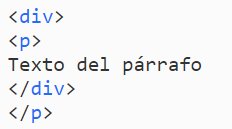 <div>
<p>
Texto del párrafo
</div>
</p>